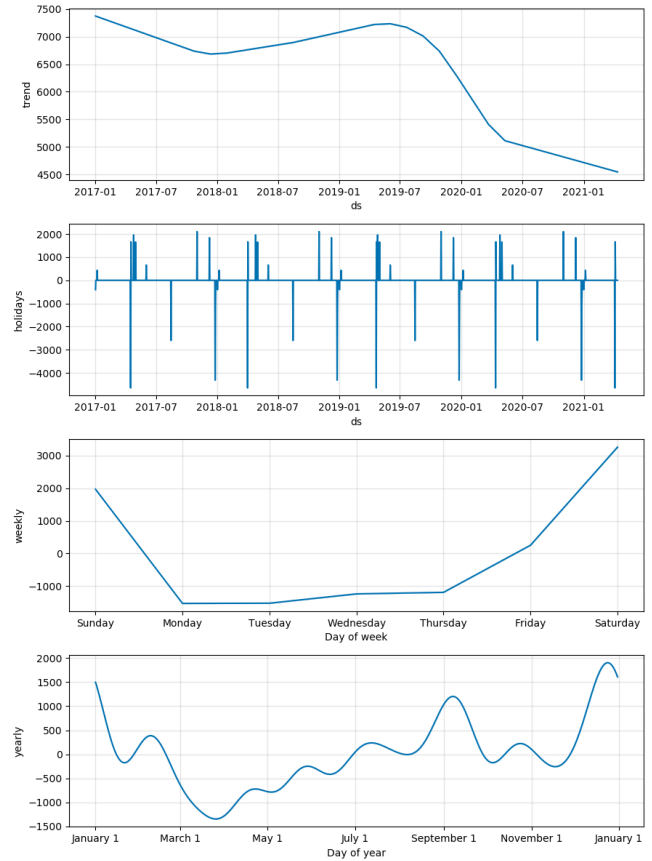 7500
7000
6500
6000
5500
5000
4500
trend
2017-01 2017-07 2018-01 2018-07 2019-01 2019-07 2020-01 2020-07 2021-01
ds
2000
1000
0
−1000
−2000
−3000
−4000
holidays
2017-01 2017-07 2018-01 2018-07 2019-01 2019-07 2020-01 2020-07 2021-01
ds
3000
2000
1000
0
−1000
weekly
Sunday Monday Tuesday Wednesday Thursday Friday Saturday
Day of week
2000
1500
1000
500
0
−500
−1000
−1500
yearly
January 1 March 1 May 1 July 1 September 1 November 1 January 1
Day of year